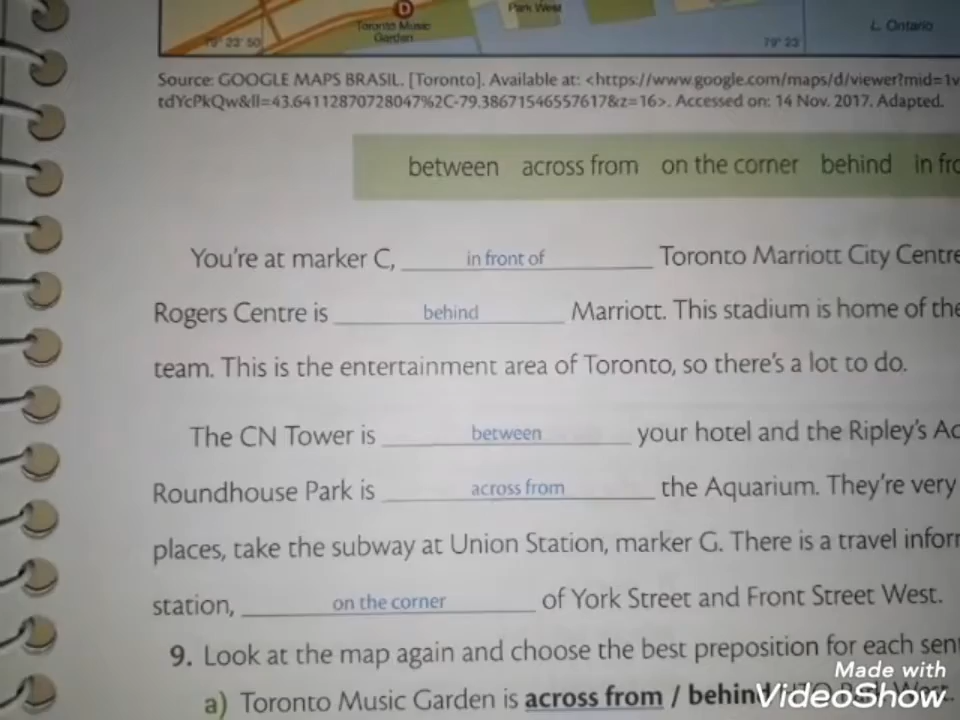 Park West
Toronto Music
Garden
79° 23' 50
79° 23
L. Ontario
Source: GOOGLE MAPS BRASIL. [Toronto]. Available at: <https://www.google.com/maps/d/viewer?mid=1v
tdYcPkQw&ll=43.64112870728047%2C-79.38671546557617&z=16>. Accessed on: 14 Nov. 2017. Adapted.
between across from on the corner behind in fro
You're at marker C, in front of Toronto Marriott City Centre
Rogers Centre is behind Marriott. This stadium is home of the
team. This is the entertainment area of Toronto, so there's a lot to do.
The CN Tower is between your hotel and the Ripley's Aq
Roundhouse Park is across from the Aquarium. They're very
places, take the subway at Union Station, marker G. There is a travel inforr
station, on the corner of York Street and Front Street West.
9. Look at the map again and choose the best preposition for each sen
a) Toronto Music Garden is across from / behind
Made with
VideoShow